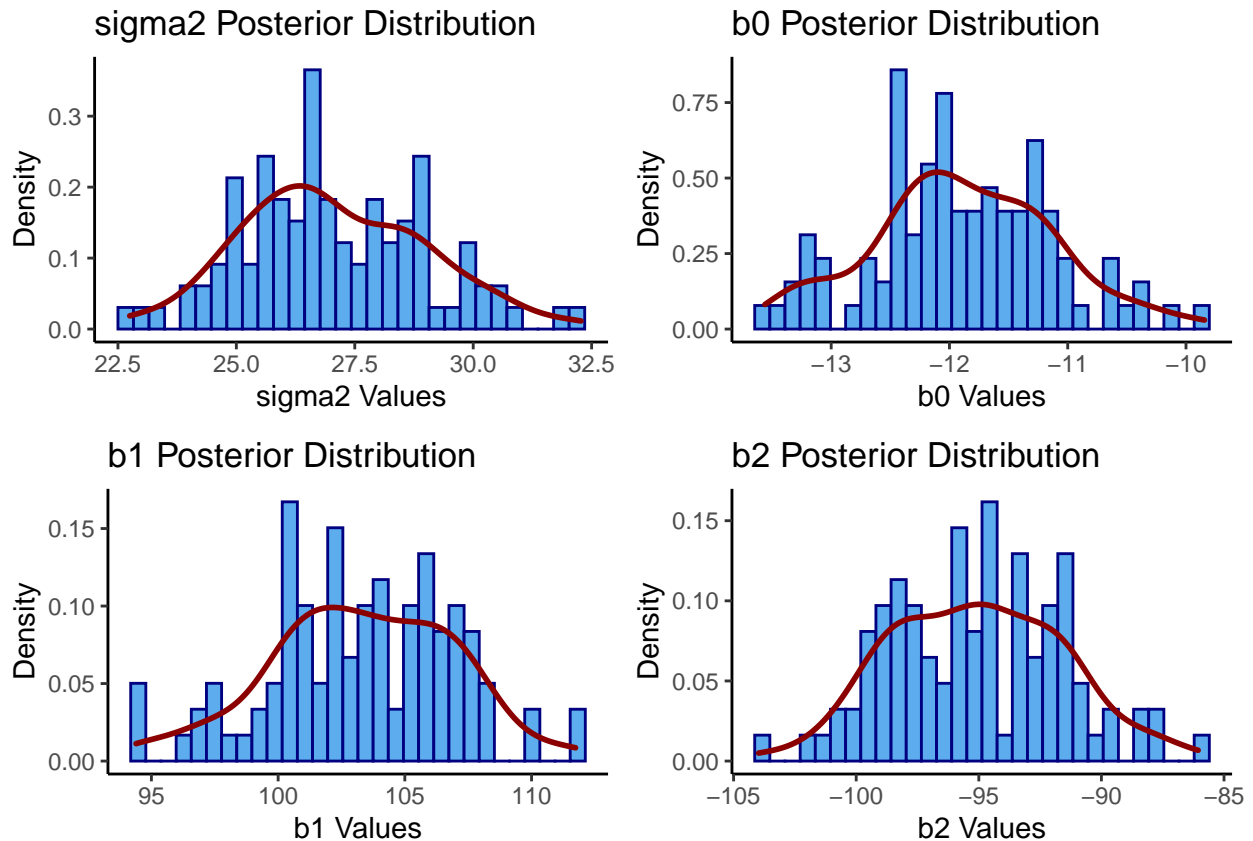 sigma2 Posterior Distribution
0.3
0.2
0.1
0.0
Density
22.5 25.0 27.5 30.0 32.5
sigma2 Values
b0 Posterior Distribution
0.75
0.50
0.25
0.00
Density
−13 −12 −11 −10
b0 Values
b1 Posterior Distribution
0.15
0.10
0.05
0.00
Density
95 100 105 110
b1 Values
b2 Posterior Distribution
0.15
0.10
0.05
0.00
Density
−105 −100 −95 −90 −85
b2 Values